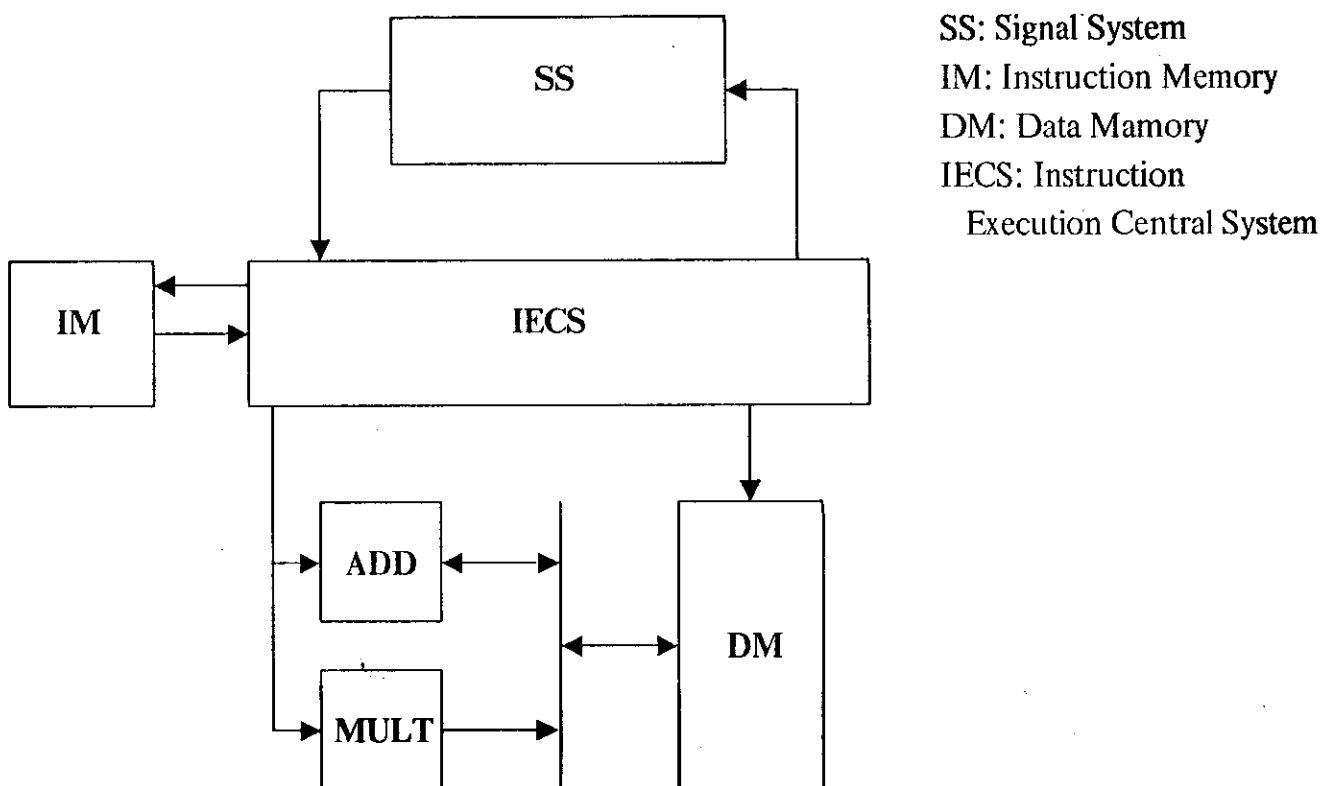 SS
SS: Signal System
IM: Instruction Memory
DM: Data Mamory
IECS: Instruction
Execution Central System
IM
IECS
ADD
DM
MULT